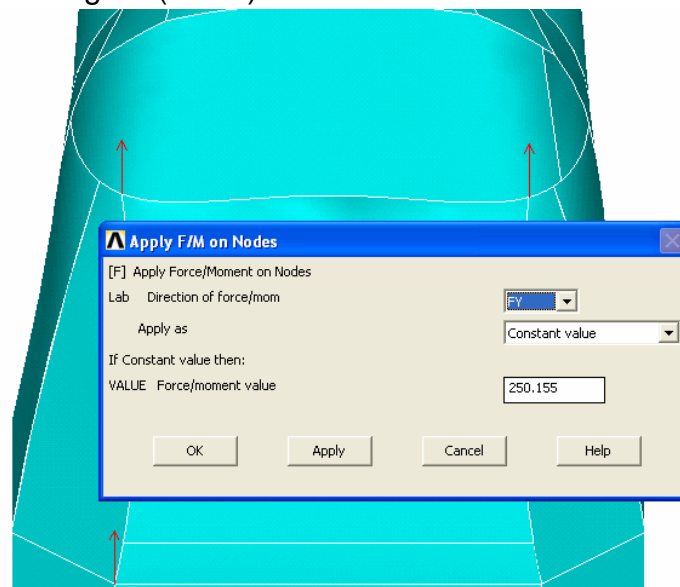 Apply F/M on Nodes
[F] Apply Force/Moment on Nodes
Lab Direction of force/mom FY
Apply as Constant value
If Constant value then:
VALUE Force/moment value 250.155
OK Apply Cancel Help